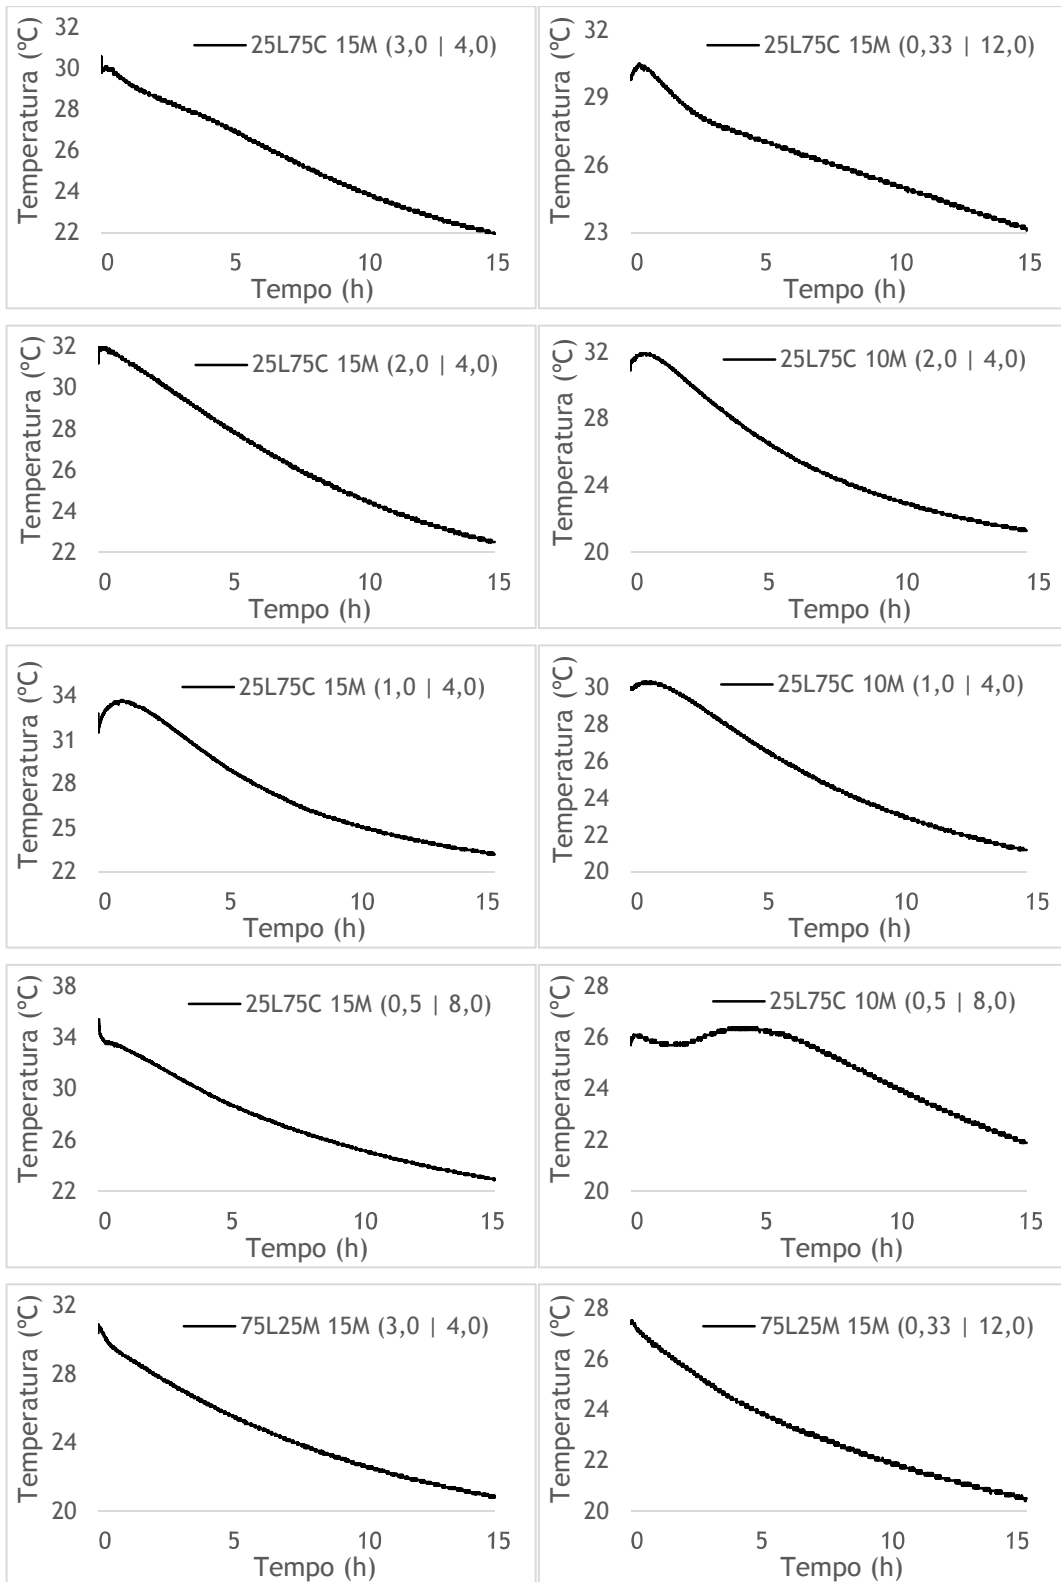 Temperatura (ºC)
32
30
28
26
24
22
25L75C 15M (3,0 | 4,0)
0 5 10 15
Tempo (h)
Temperatura (ºC)
32
29
26
23
25L75C 15M (0,33 | 12,0)
0 5 10 15
Tempo (h)
Temperatura (ºC)
32
30
28
26
24
22
25L75C 15M (2,0 | 4,0)
0 5 10 15
Tempo (h)
Temperatura (ºC)
32
28
24
20
25L75C 10M (2,0 | 4,0)
0 5 10 15
Tempo (h)
Temperatura (ºC)
34
31
28
25
22
25L75C 15M (1,0 | 4,0)
0 5 10 15
Tempo (h)
Temperatura (ºC)
30
28
26
24
22
20
25L75C 10M (1,0 | 4,0)
0 5 10 15
Tempo (h)
Temperatura (ºC)
38
34
30
26
22
25L75C 15M (0,5 | 8,0)
0 5 10 15
Tempo (h)
Temperatura (ºC)
28
26
24
22
20
25L75C 10M (0,5 | 8,0)
0 5 10 15
Tempo (h)
Temperatura (ºC)
32
28
24
20
75L25M 15M (3,0 | 4,0)
0 5 10 15
Tempo (h)
Temperatura (ºC)
28
26
24
22
20
75L25M 15M (0,33 | 12,0)
0 5 10 15
Tempo (h)